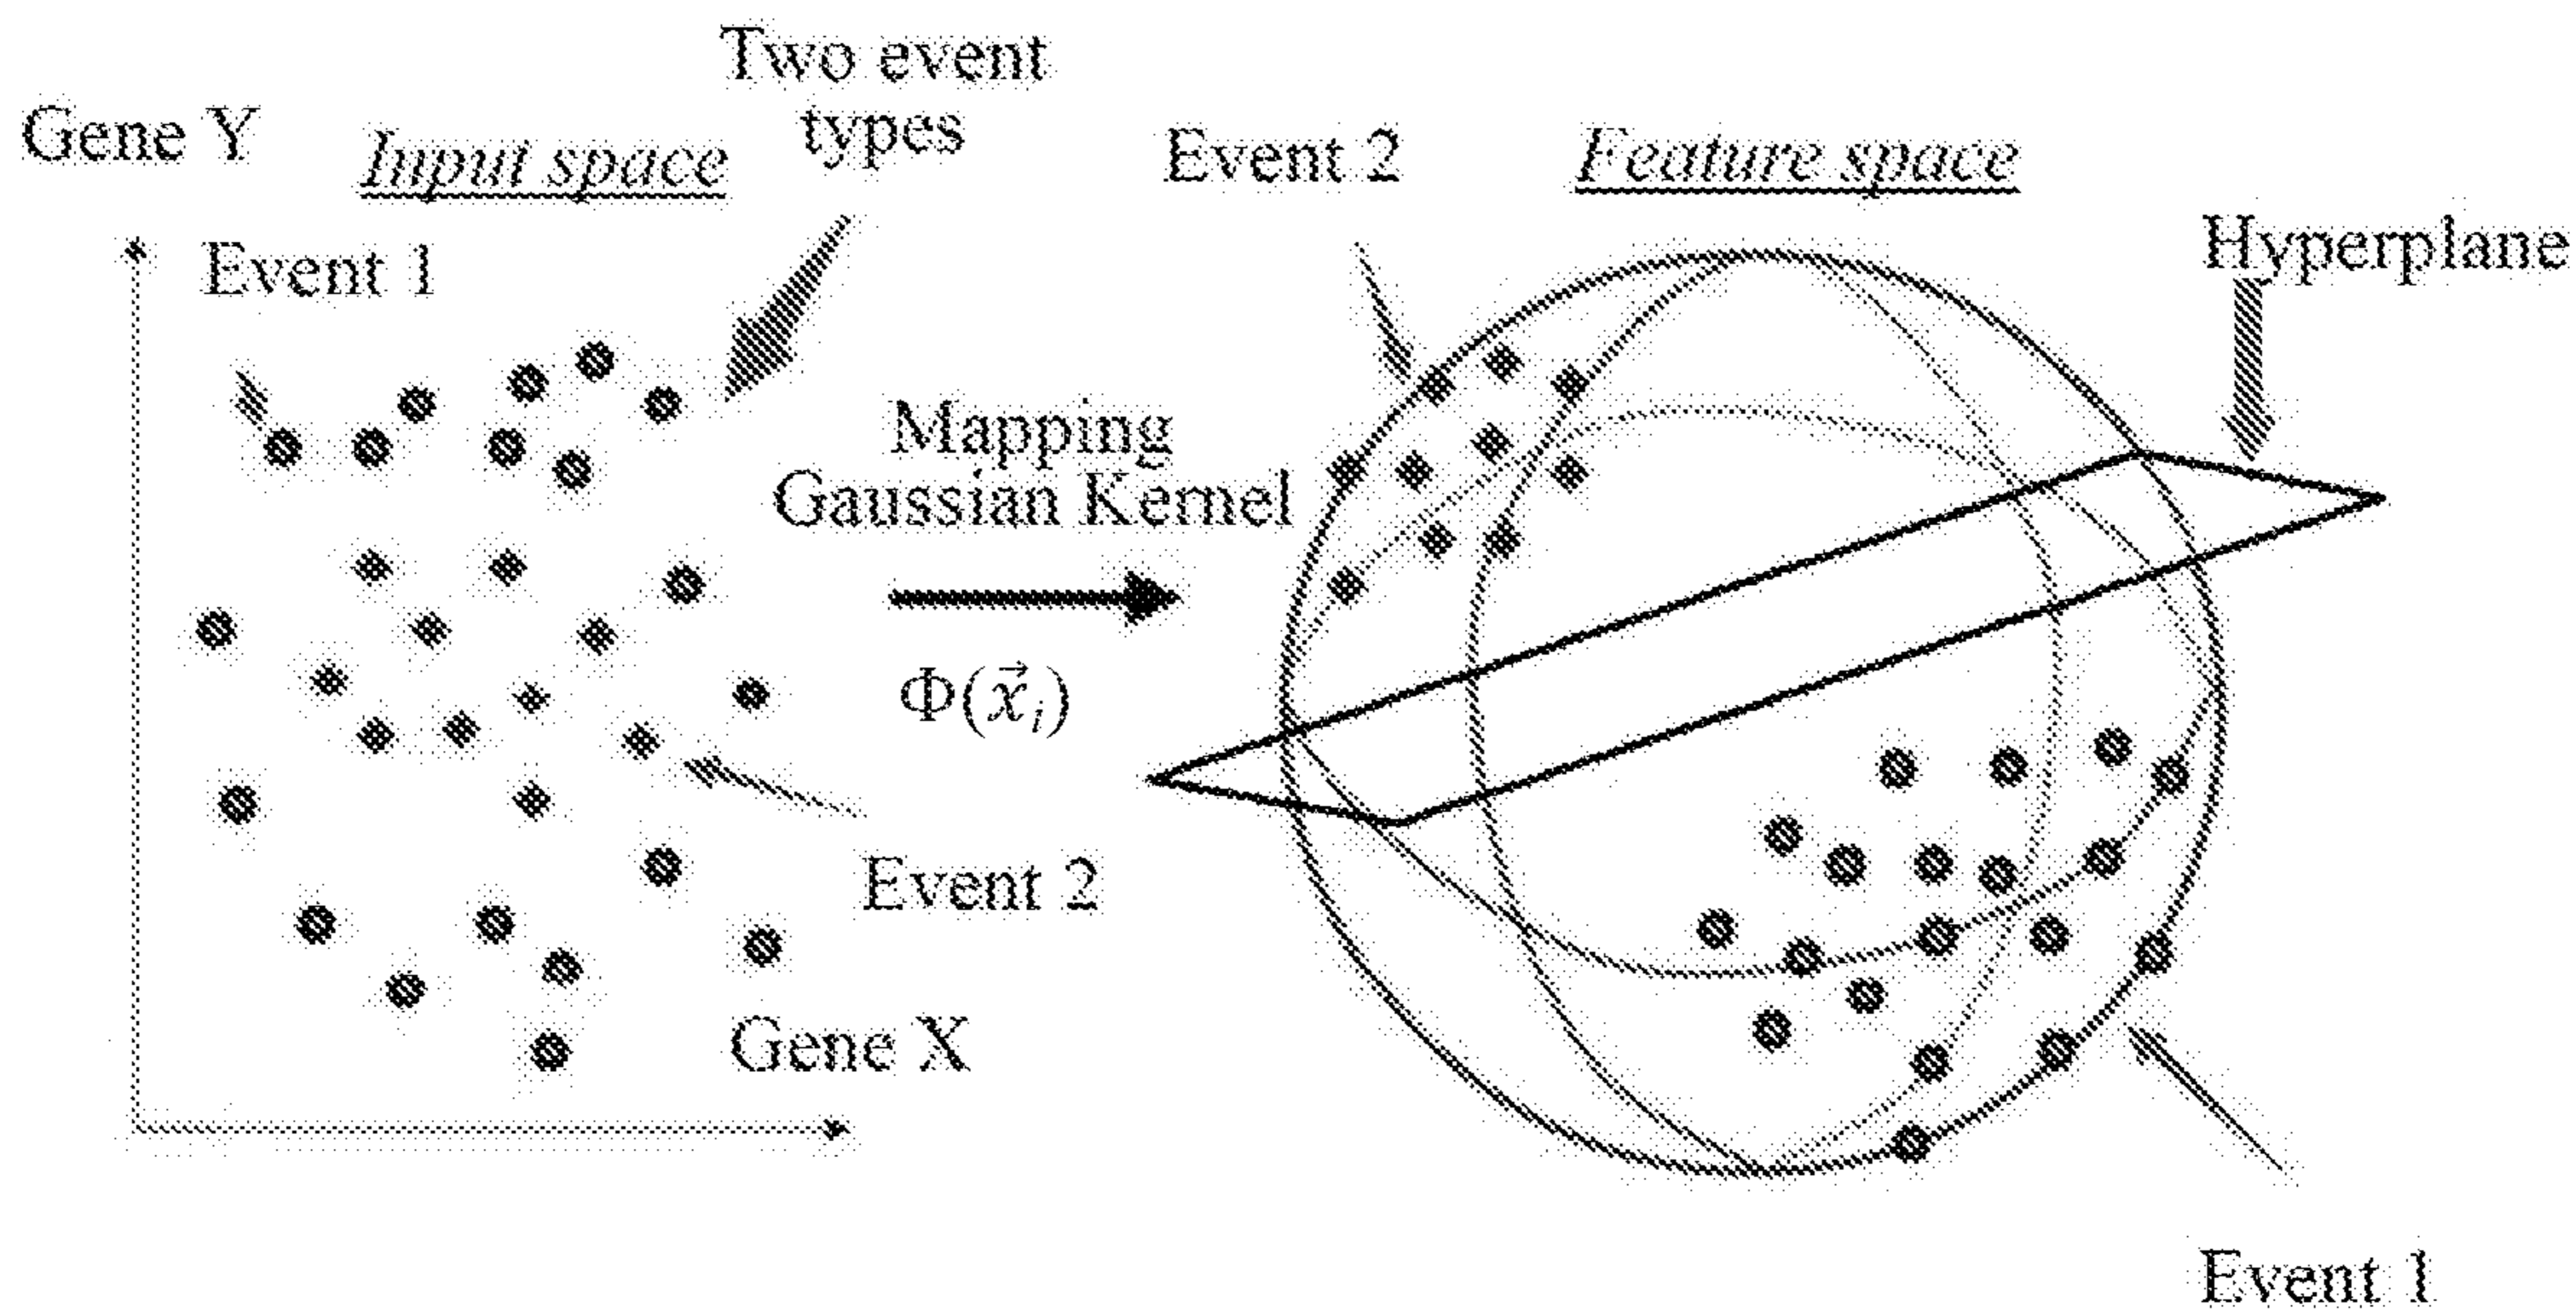 Two event
types
Gene Y
Input space
Event 2
Feature space
Event 1
Hyperplane
Mapping
Gaussian Kernel
Φ(x⃗ᵢ)
Event 2
Gene X
Event 1